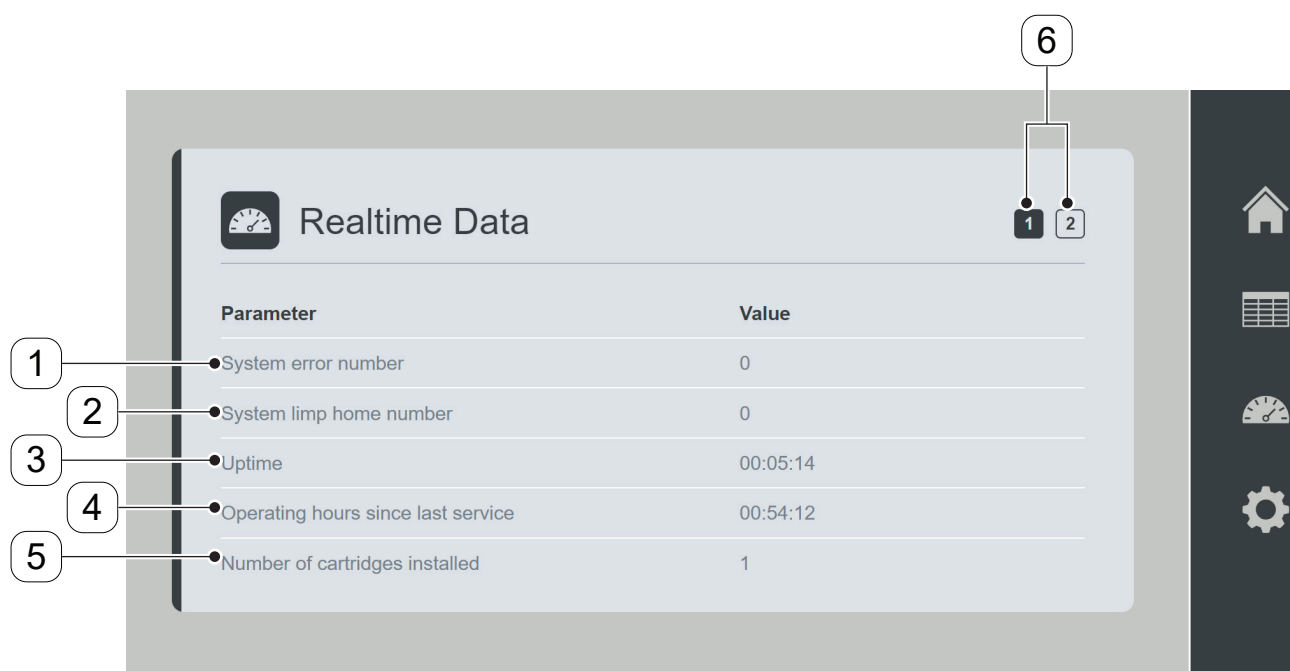 6
Realtime Data
1 2
Parameter Value
1 System error number 0
2 System limp home number 0
3 Uptime 00:05:14
4 Operating hours since last service 00:54:12
5 Number of cartridges installed 1